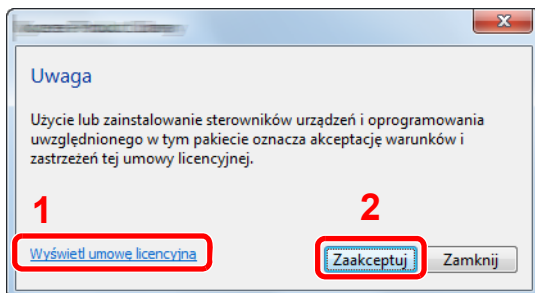 Uwaga
Użycie lub zainstalowanie sterowników urządzeń i oprogramowania
uwzględnionego w tym pakiecie oznacza akceptację warunków i
zastrzeżeń tej umowy licencyjnej.
1
2
Wyświetl umowę licencyjną
Zaakceptuj
Zamknij